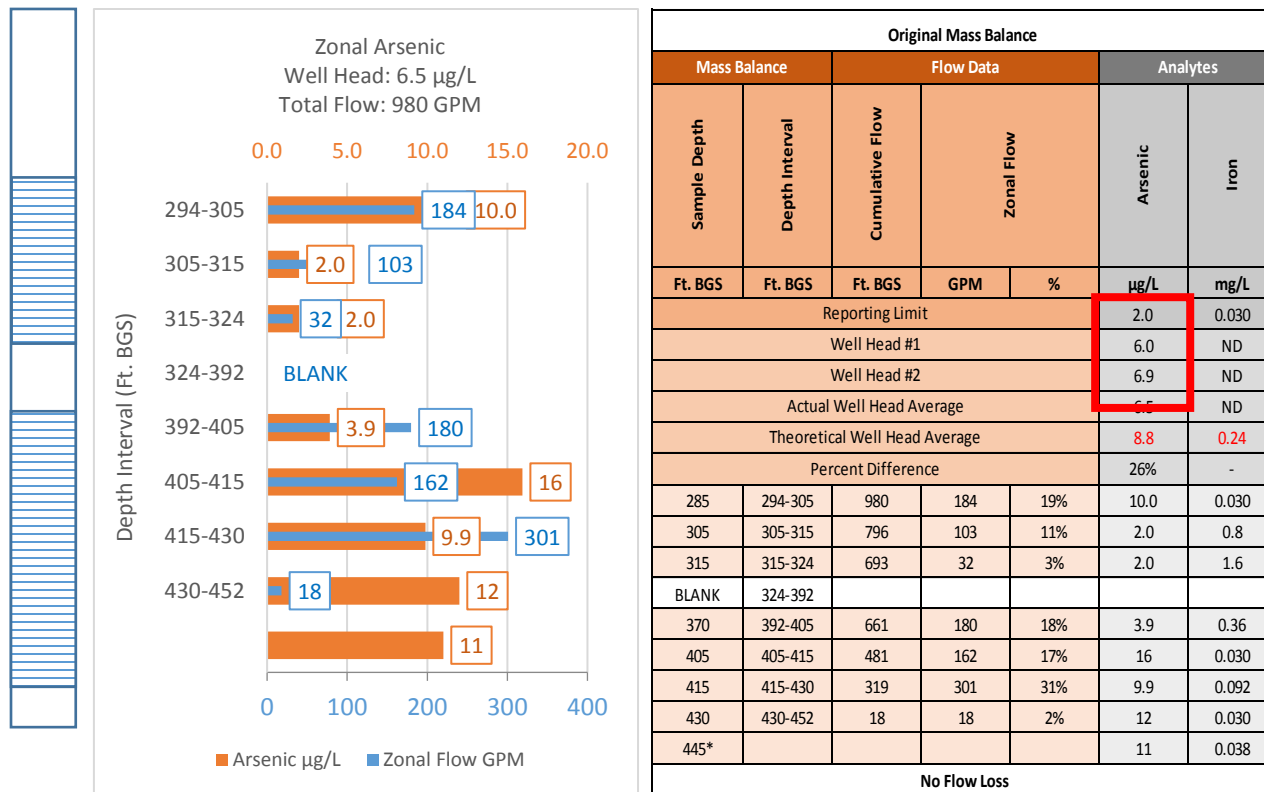 Zonal Arsenic
Well Head: 6.5 µg/L
Total Flow: 980 GPM
0.0 5.0 10.0 15.0 20.0
Depth Interval (Ft. BGS)
294-305 184 10.0
305-315 2.0 103
315-324 32 2.0
324-392 BLANK
392-405 3.9 180
405-415 162 16
415-430 9.9 301
430-452 18 12
11
0 100 200 300 400
Arsenic µg/L Zonal Flow GPM
Original Mass Balance
Mass Balance Flow Data Analytes
Sample Depth Depth Interval Cumulative Flow Zonal Flow Arsenic Iron
Ft. BGS Ft. BGS Ft. BGS GPM % µg/L mg/L
Reporting Limit 2.0 0.030
Well Head #1 6.0 ND
Well Head #2 6.9 ND
Actual Well Head Average 6.5 ND
Theoretical Well Head Average 8.8 0.24
Percent Difference 26% -
285 294-305 980 184 19% 10.0 0.030
305 305-315 796 103 11% 2.0 0.8
315 315-324 693 32 3% 2.0 1.6
BLANK 324-392
370 392-405 661 180 18% 3.9 0.36
405 405-415 481 162 17% 16 0.030
415 415-430 319 301 31% 9.9 0.092
430 430-452 18 18 2% 12 0.030
445* 11 0.038
No Flow Loss